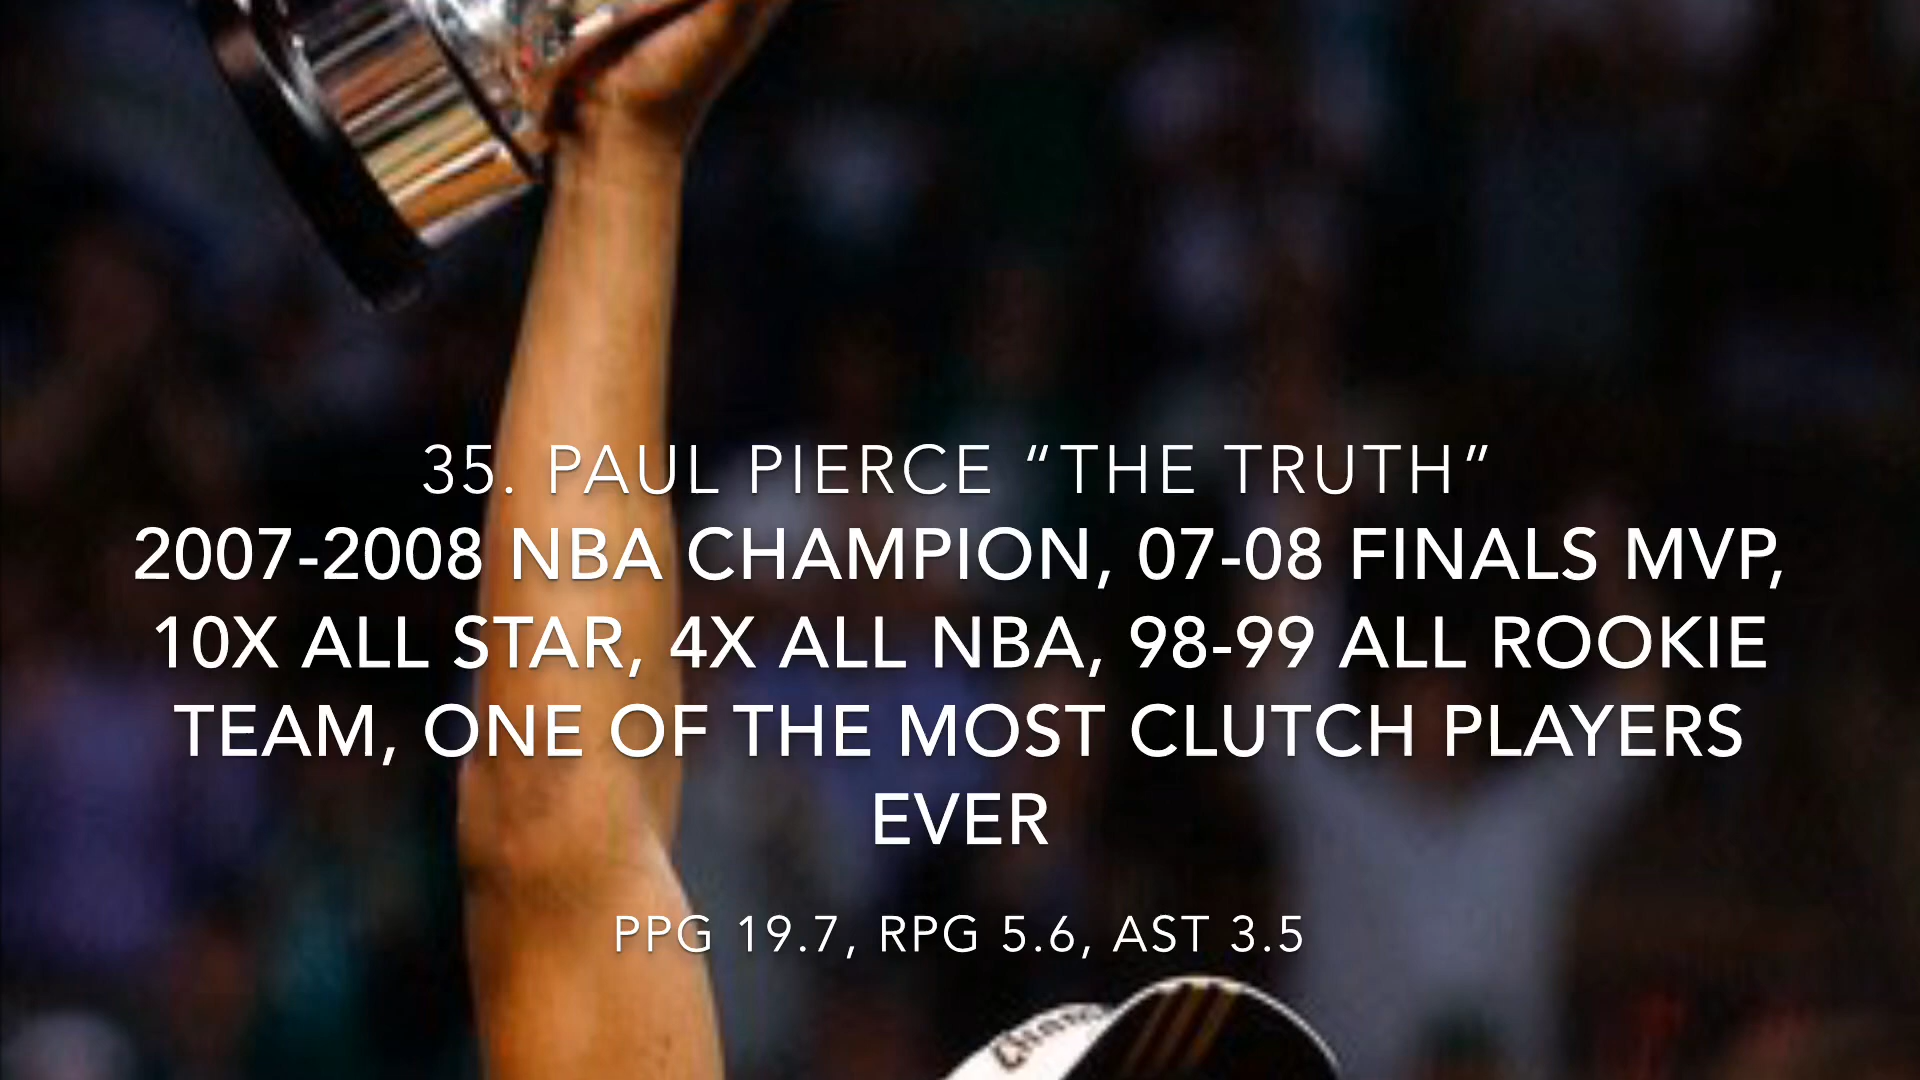 35. PAUL PIERCE “THE TRUTH”
2007-2008 NBA CHAMPION, 07-08 FINALS MVP,
10X ALL STAR, 4X ALL NBA, 98-99 ALL ROOKIE
TEAM, ONE OF THE MOST CLUTCH PLAYERS
EVER
PPG 19.7, RPG 5.6, AST 3.5